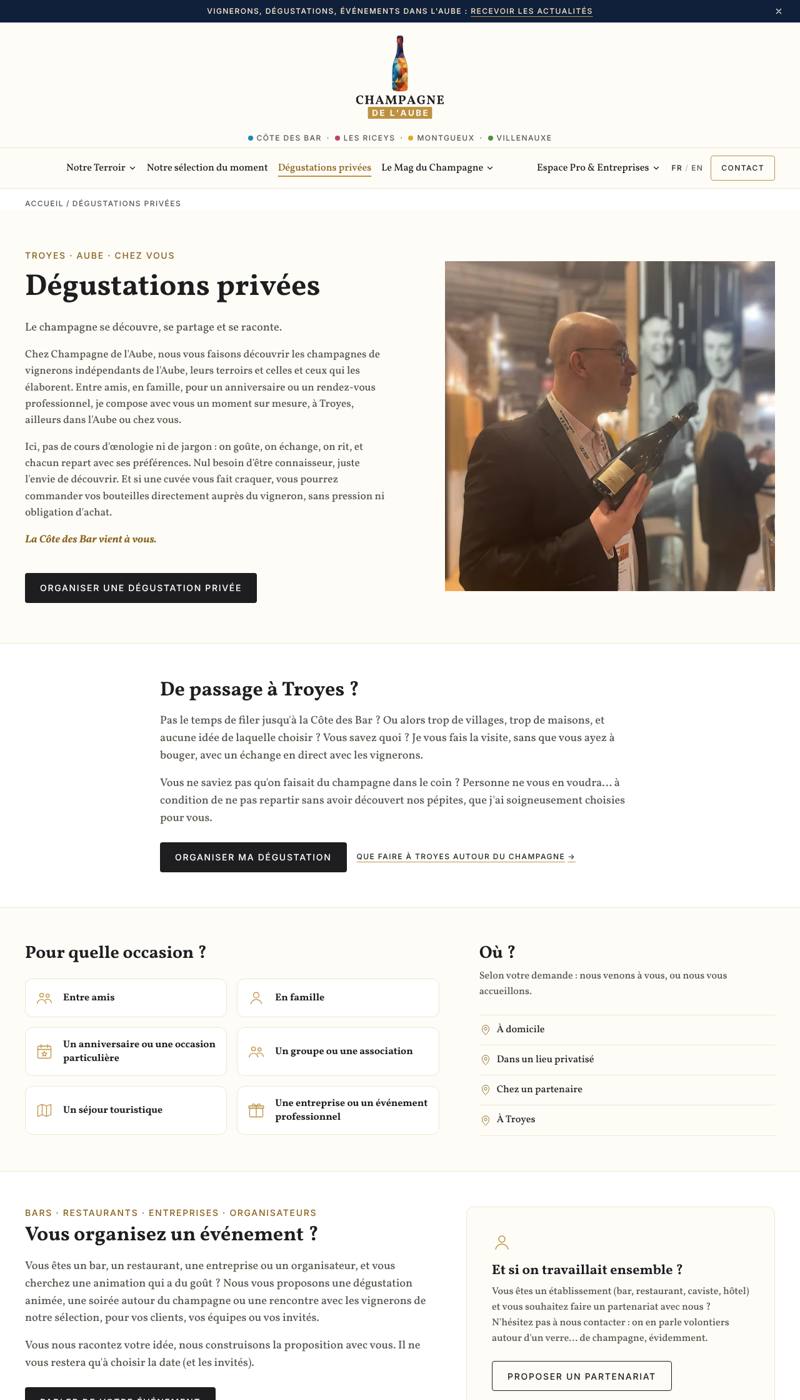 VIGNERONS, DÉGUSTATIONS, ÉVÉNEMENTS DANS L'AUBE : RECEVOIR LES ACTUALITÉS ×
CHAMPAGNE
DE L'AUBE
CÔTE DES BAR · LES RICEYS · MONTGUEUX · VILLENAUXE
Notre Terroir Notre sélection du moment Dégustations privées Le Mag du Champagne Espace Pro & Entreprises FR / EN CONTACT
ACCUEIL / DÉGUSTATIONS PRIVÉES
TROYES · AUBE · CHEZ VOUS
Dégustations privées
Le champagne se découvre, se partage et se raconte.
Chez Champagne de l'Aube, nous vous faisons découvrir les champagnes de
vignerons indépendants de l'Aube, leurs terroirs et celles et ceux qui les
élaborent. Entre amis, en famille, pour un anniversaire ou un rendez-vous
professionnel, je compose avec vous un moment sur mesure, à Troyes,
ailleurs dans l'Aube ou chez vous.
Ici, pas de cours d'œnologie ni de jargon : on goûte, on échange, on rit, et
chacun repart avec ses préférences. Nul besoin d'être connaisseur, juste
l'envie de découvrir. Et si une cuvée vous fait craquer, vous pourrez
commander vos bouteilles directement auprès du vigneron, sans pression ni
obligation d'achat.
La Côte des Bar vient à vous.
ORGANISER UNE DÉGUSTATION PRIVÉE
De passage à Troyes ?
Pas le temps de filer jusqu'à la Côte des Bar ? Ou alors trop de villages, trop de maisons, et
aucune idée de laquelle choisir ? Vous savez quoi ? Je vous fais la visite, sans que vous ayez à
bouger, avec un échange en direct avec les vignerons.
Vous ne saviez pas qu'on faisait du champagne dans le coin ? Personne ne vous en voudra… à
condition de ne pas repartir sans avoir découvert nos pépites, que j'ai soigneusement choisies
pour vous.
ORGANISER MA DÉGUSTATION QUE FAIRE À TROYES AUTOUR DU CHAMPAGNE →
Pour quelle occasion ?
Entre amis
En famille
Un anniversaire ou une occasion
particulière
Un groupe ou une association
Un séjour touristique
Une entreprise ou un événement
professionnel
Où ?
Selon votre demande : nous venons à vous, ou nous vous
accueillons.
À domicile
Dans un lieu privatisé
Chez un partenaire
À Troyes
BARS · RESTAURANTS · ENTREPRISES · ORGANISATEURS
Vous organisez un événement ?
Vous êtes un bar, un restaurant, une entreprise ou un organisateur, et vous
cherchez une animation qui a du goût ? Nous vous proposons une dégustation
animée, une soirée autour du champagne ou une rencontre avec les vignerons de
notre sélection, pour vos clients, vos équipes ou vos invités.
Vous nous racontez votre idée, nous construisons la proposition avec vous. Il ne
vous restera qu'à choisir la date (et les invités).
PARLER DE VOTRE ÉVÉNEMENT
Et si on travaillait ensemble ?
Vous êtes un établissement (bar, restaurant, caviste, hôtel)
et vous souhaitez faire un partenariat avec nous ?
N'hésitez pas à nous contacter : on en parle volontiers
autour d'un verre… de champagne, évidemment.
PROPOSER UN PARTENARIAT